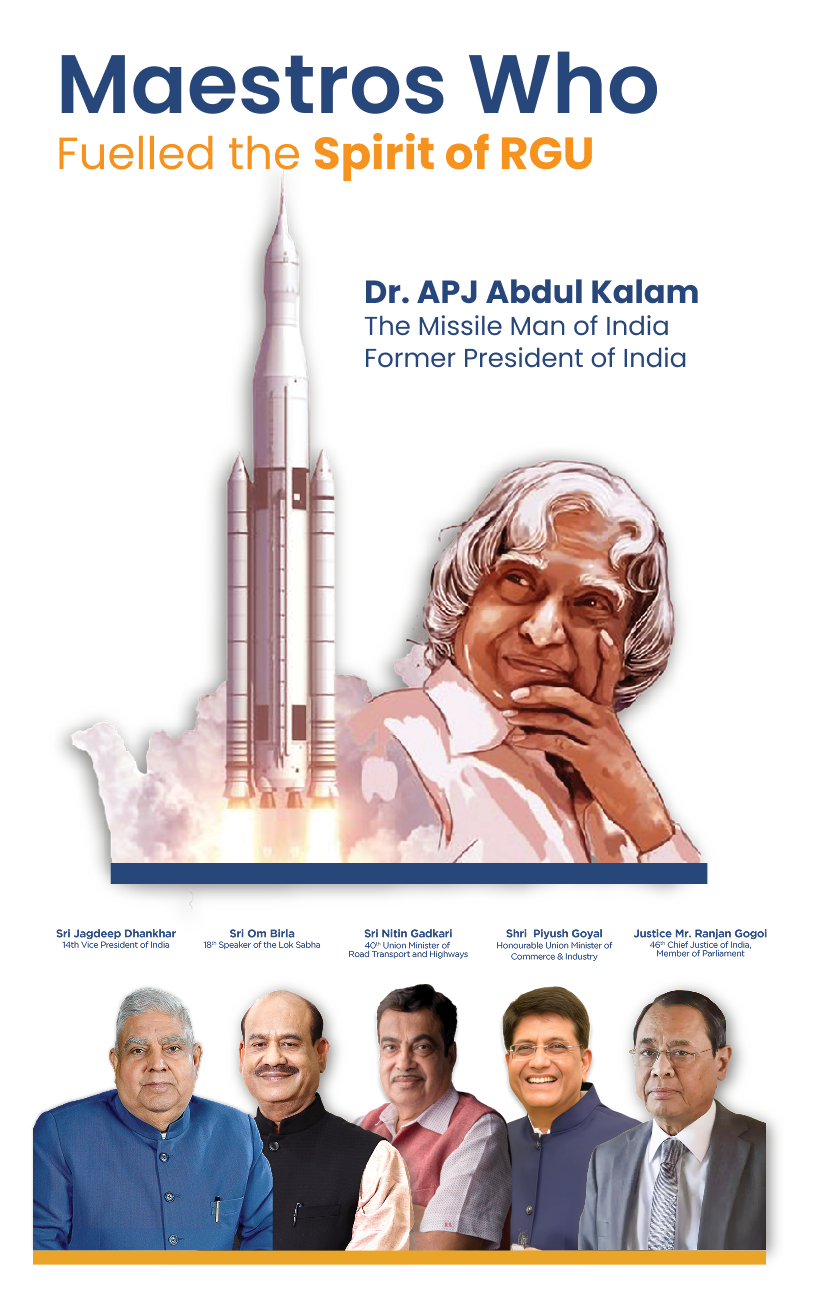 Maestros Who
Fuelled the Spirit of RGU
Dr. APJ Abdul Kalam
The Missile Man of India
Former President of India
Sri Jagdeep Dhankhar
14th Vice President of India
Sri Om Birla
18th Speaker of the Lok Sabha
Sri Nitin Gadkari
40th Union Minister of
Road Transport and Highways
Shri Piyush Goyal
Honourable Union Minister of
Commerce & Industry
Justice Mr. Ranjan Gogoi
46th Chief Justice of India,
Member of Parliament